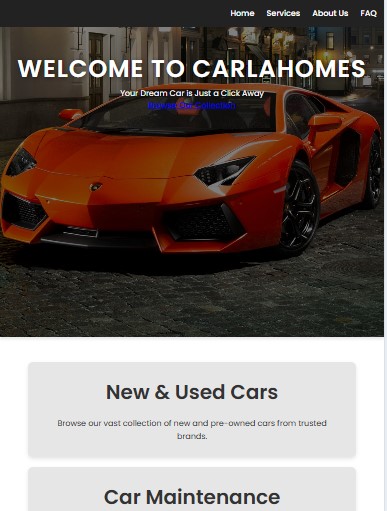 Home Services About Us FAQ
WELCOME TO CARLAHOMES
Your Dream Car is Just a Click Away
Browse Our Collection
New & Used Cars
Browse our vast collection of new and pre-owned cars from trusted
brands.
Car Maintenance